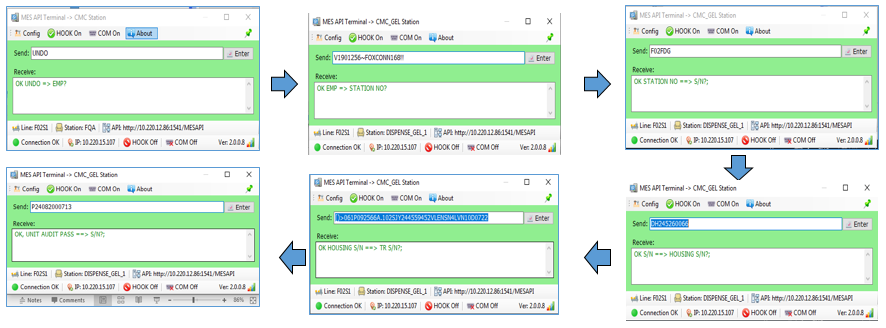 MES API Terminal -> CMC Station
Config HOOK On COM On About
Send: UNDO Enter
Receive:
OK UNDO => EMP?
Line: F02S1 Station: FQA API: http://10.220.12.86:1541/MESAPI
Connection OK IP: 10.220.15.107 HOOK Off COM Off Ver: 2.0.0.8
MES API Terminal -> CMC_GEL Station
Config HOOK On COM On About
Send: V1901256~FOXCONN168!! Enter
Receive:
OK EMP => STATION NO?
Line: F02S1 Station: DISPENSE_GEL_1 API: http://10.220.12.86:1541/MESAPI
Connection OK IP: 10.220.15.107 HOOK Off COM Off Ver: 2.0.0.8
MES API Terminal -> CMC_GEL Station
Config HOOK On COM On About
Send: F02FDG Enter
Receive:
OK STATION NO ==> S/N?;
Line: F02S1 Station: DISPENSE_GEL_1 API: http://10.220.12.86:1541/MESAPI
Connection OK IP: 10.220.15.107 HOOK Off COM Off Ver: 2.0.0.8
MES API Terminal -> CMC_GEL Station
Config HOOK On COM On About
Send: DH245260066 Enter
Receive:
OK S/N ==> HOUSING S/N?;
Line: F02S1 Station: DISPENSE_GEL_1 API: http://10.220.12.86:1541/MESAPI
Connection OK IP: 10.220.15.107 HOOK Off COM Off Ver: 2.0.0.8
MES API Terminal -> CMC_GEL Station
Config HOOK On COM On About
Send: Enter
Receive:
OK HOUSING S/N ==> TR S/N?;
Line: F02S1 Station: DISPENSE_GEL_1 API: http://10.220.12.86:1541/MESAPI
Connection OK IP: 10.220.15.107 HOOK Off COM Off Ver: 2.0.0.8
MES API Terminal -> CMC_GEL Station
Config HOOK On COM On About
Send: P24082000713 Enter
Receive:
OK, UNIT AUDIT PASS ==> S/N?;
Line: F02S1 Station: DISPENSE_GEL_1 API: http://10.220.12.86:1541/MESAPI
Connection OK IP: 10.220.15.107 HOOK Off COM Off Ver: 2.0.0.8
Notes Comments 86%